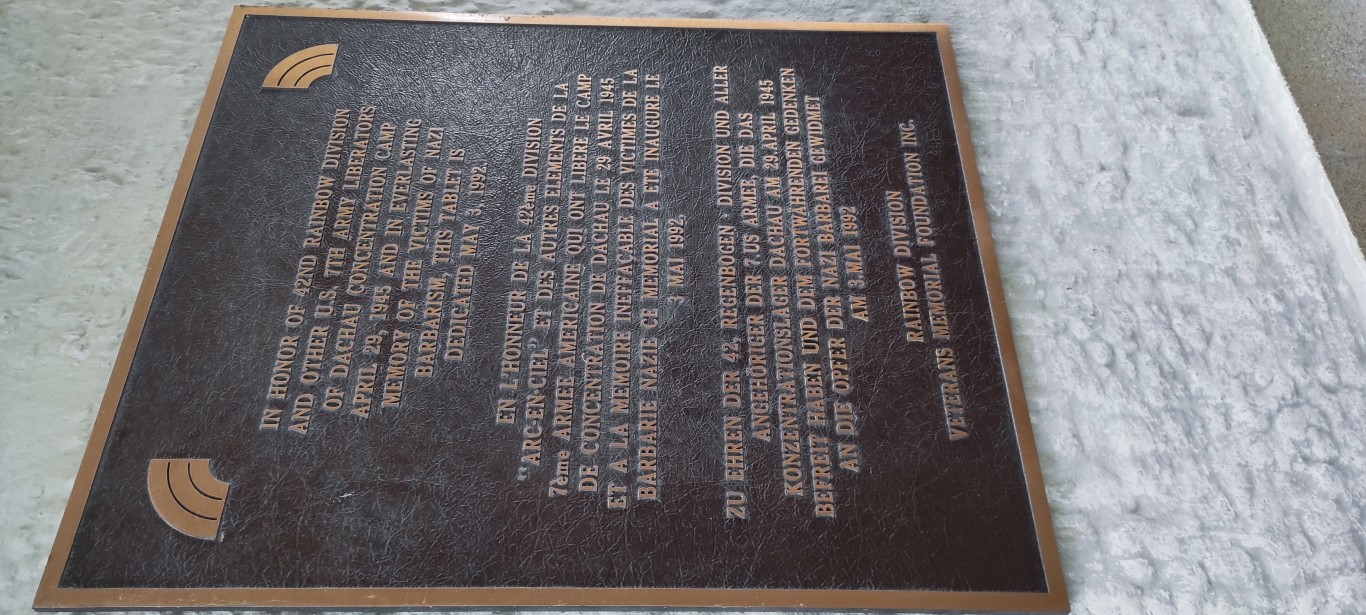 IN HONOR OF 42ND RAINBOW DIVISION
AND OTHER U.S. 7TH ARMY LIBERATORS
OF DACHAU CONCENTRATION CAMP
APRIL 29, 1945 AND IN EVERLASTING
MEMORY OF THE VICTIMS OF NAZI
BARBARISM, THIS TABLET IS
DEDICATED MAY 3, 1992.
EN L'HONNEUR DE LA 42ème DIVISION
“ARC-EN-CIEL” ET DES AUTRES ELEMENTS DE LA
7ème ARMEE AMERICAINE QUI ONT LIBERE LE CAMP
DE CONCENTRATION DE DACHAU LE 29 AVRIL 1945
ET A LA MEMOIRE INEFFAÇABLE DES VICTIMES DE LA
BARBARIE NAZIE CE MEMORIAL A ETE INAUGURE LE
3 MAI 1992.
ZU EHREN DER 42. ‚REGENBOGEN‘ DIVISION UND ALLER
ANGEHÖRIGER DER 7.US ARMEE, DIE DAS
KONZENTRATIONSLAGER DACHAU AM 29 APRIL 1945
BEFREIT HABEN UND DEM FORTWÄHRENDEN GEDENKEN
AN DIE OPFER DER NAZI BARBAREI GEWIDMET
AM 3.MAI 1992
RAINBOW DIVISION
VETERANS MEMORIAL FOUNDATION INC.